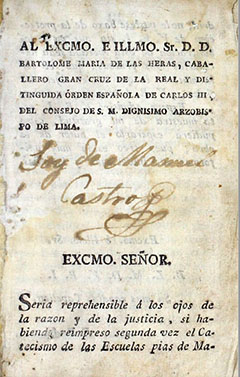 AL EXCMO. E ILLMO. Sr. D. D.
BARTOLOME MARIA DE LAS HERAS, CABA-
LLERO GRAN CRUZ DE LA REAL Y DIS-
TINGUIDA ÓRDEN ESPAÑOLA DE CARLOS III,
DEL CONSEJO DE S. M. DIGNISIMO ARZOBIS-
PO DE LIMA.
Soy de Manuel
Castro
EXCMO. SEÑOR.
Sería reprehensible á los ojos de
la razon y de la justicia, si ha-
biendo reimpreso segunda vez el Ca-
tecismo de las Escuelas pias de Ma-